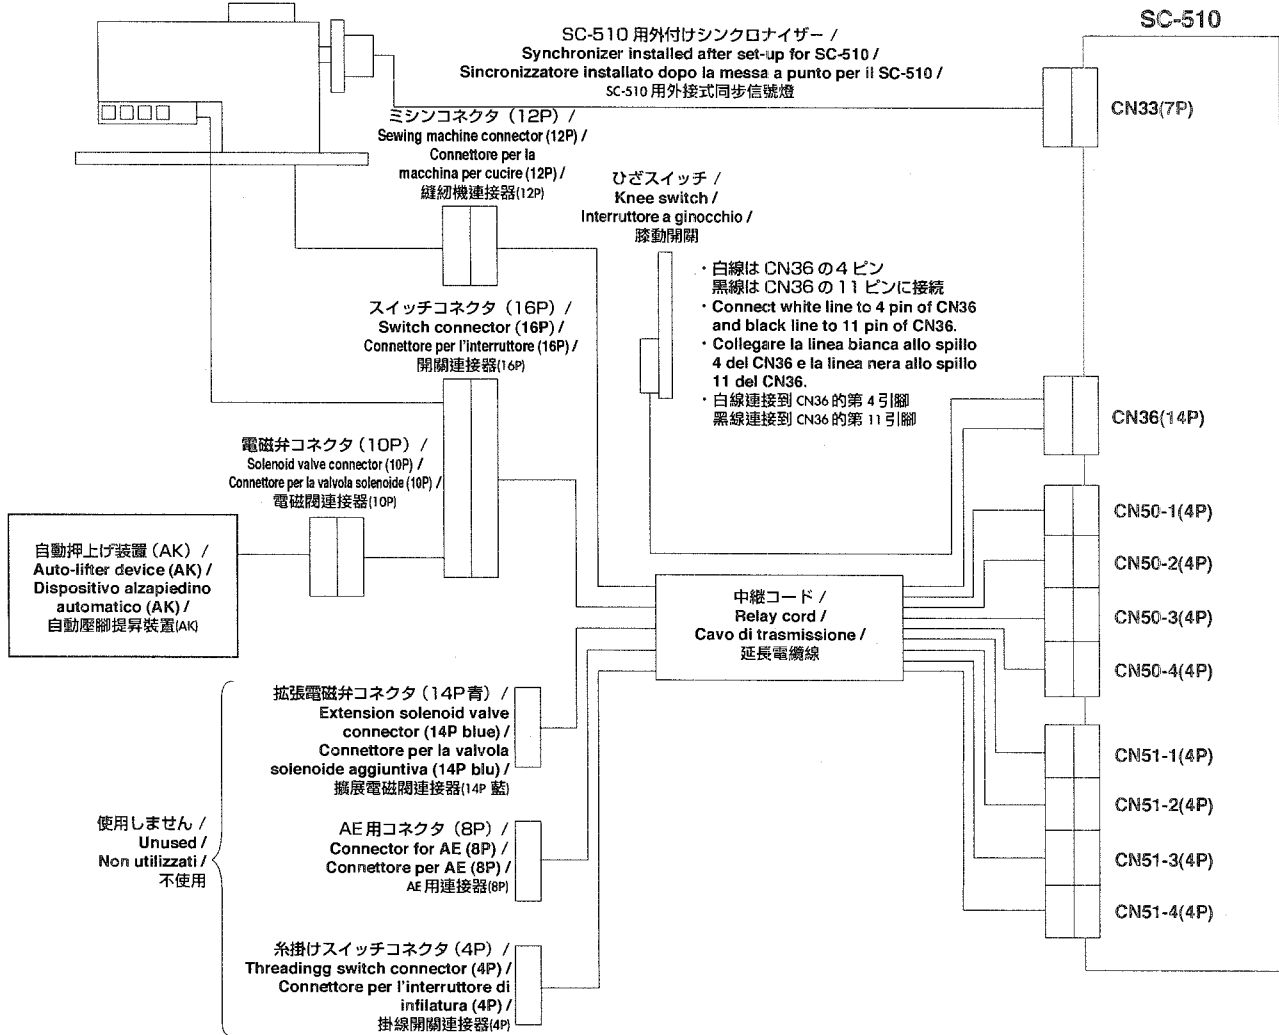 SC-510
SC-510 用外付けシンクロナイザー /
Synchronizer installed after set-up for SC-510 /
Sincronizzatore installato dopo la messa a punto per il SC-510 /
SC-510 用外接式同步信號燈
CN33(7P)
ミシンコネクタ（12P）/
Sewing machine connector (12P) /
Connettore per la
macchina per cucire (12P) /
縫紉機連接器(12P)
ひざスイッチ /
Knee switch /
Interruttore a ginocchio /
膝動開關
・白線は CN36 の 4 ピン
黒線は CN36 の 11 ピンに接続
・Connect white line to 4 pin of CN36
and black line to 11 pin of CN36.
・Collegare la linea bianca allo spillo
4 del CN36 e la linea nera allo spillo
11 del CN36.
・白線連接到 CN36 的第 4 引腳
黑線連接到 CN36 的第 11 引腳
スイッチコネクタ（16P）/
Switch connector (16P) /
Connettore per l'interruttore (16P) /
開關連接器(16P)
CN36(14P)
電磁弁コネクタ（10P）/
Solenoid valve connector (10P) /
Connettore per la valvola solenoide (10P) /
電磁閥連接器(10P)
自動押上げ装置（AK）/
Auto-lifter device (AK) /
Dispositivo alzapiedino
automatico (AK) /
自動壓腳提昇裝置(AK)
CN50-1(4P)
CN50-2(4P)
CN50-3(4P)
CN50-4(4P)
中継コード /
Relay cord /
Cavo di trasmissione /
延長電纜線
CN51-1(4P)
CN51-2(4P)
CN51-3(4P)
CN51-4(4P)
拡張電磁弁コネクタ（14P 青）/
Extension solenoid valve
connector (14P blue) /
Connettore per la valvola
solenoide aggiuntiva (14P blu) /
擴展電磁閥連接器(14P 藍)
使用しません /
Unused /
Non utilizzati /
不使用
AE 用コネクタ（8P）/
Connector for AE (8P) /
Connettore per AE (8P) /
AE 用連接器(8P)
糸掛けスイッチコネクタ（4P）/
Threadingg switch connector (4P) /
Connettore per l'interruttore di
infilatura (4P) /
掛線開關連接器(4P)